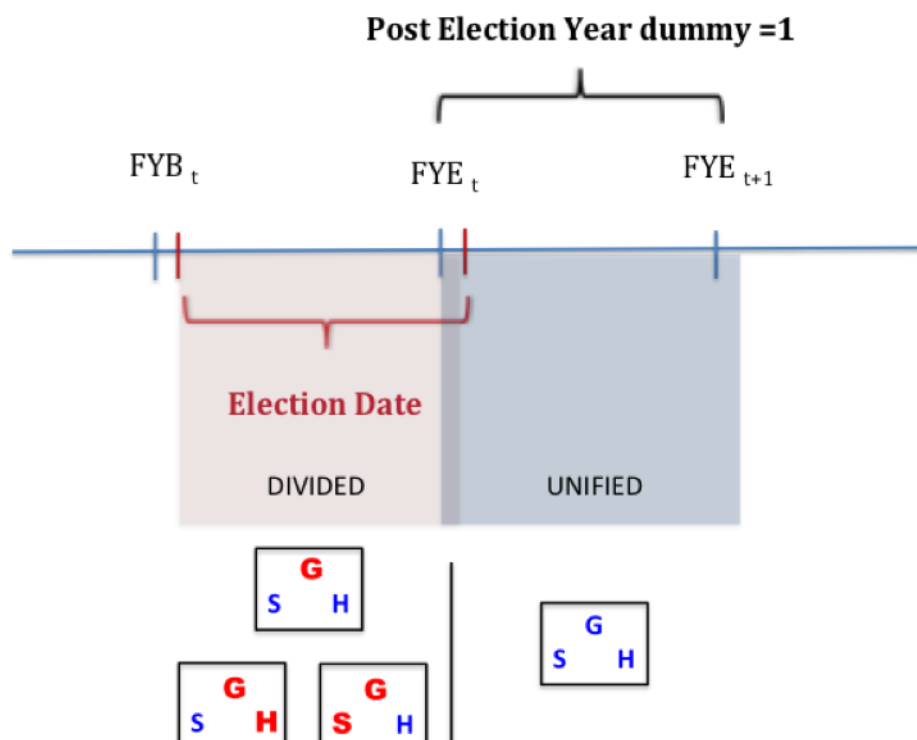 Post Election Year dummy =1
FYB t
FYE t
FYE t+1
Election Date
DIVIDED
UNIFIED
G
S H
G
S H
G
S H
G
S H